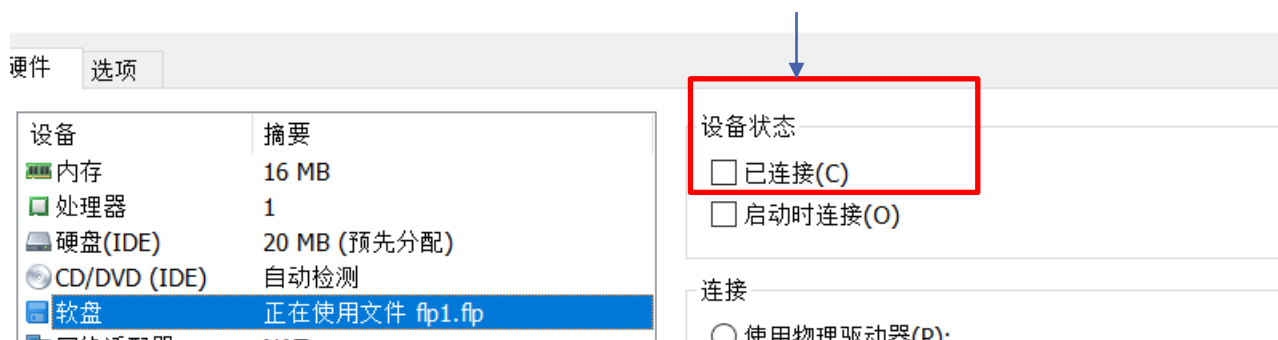 硬件 选项
设备 摘要
内存 16 MB
处理器 1
硬盘(IDE) 20 MB (预先分配)
CD/DVD (IDE) 自动检测
软盘 正在使用文件 flp1.flp
设备状态
已连接(C)
启动时连接(O)
连接
使用物理驱动器(P):